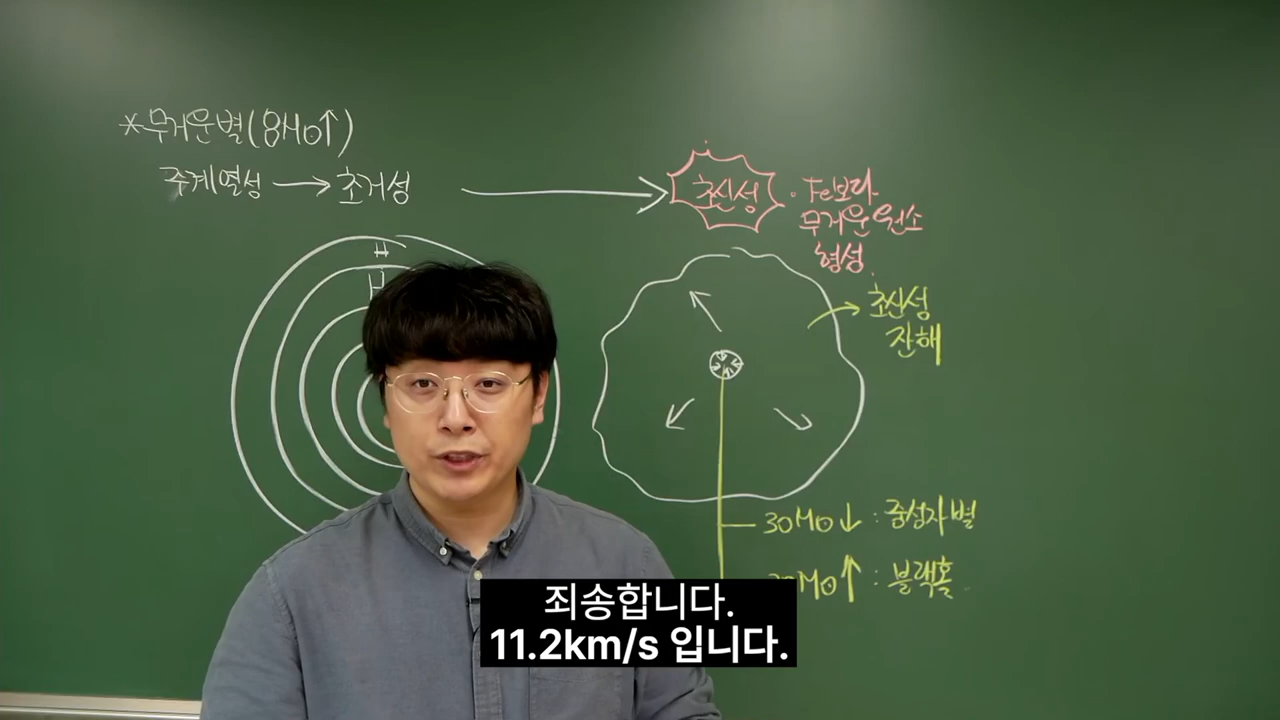 *무거운 별(8M⊙↑)
주계열성 → 초거성 → 초신성
· Fe보다
무거운 원소
형성.
H
H
초신성
잔해
30M⊙↓ : 중성자별
M⊙↑ : 블랙홀
죄송합니다.
11.2km/s 입니다.